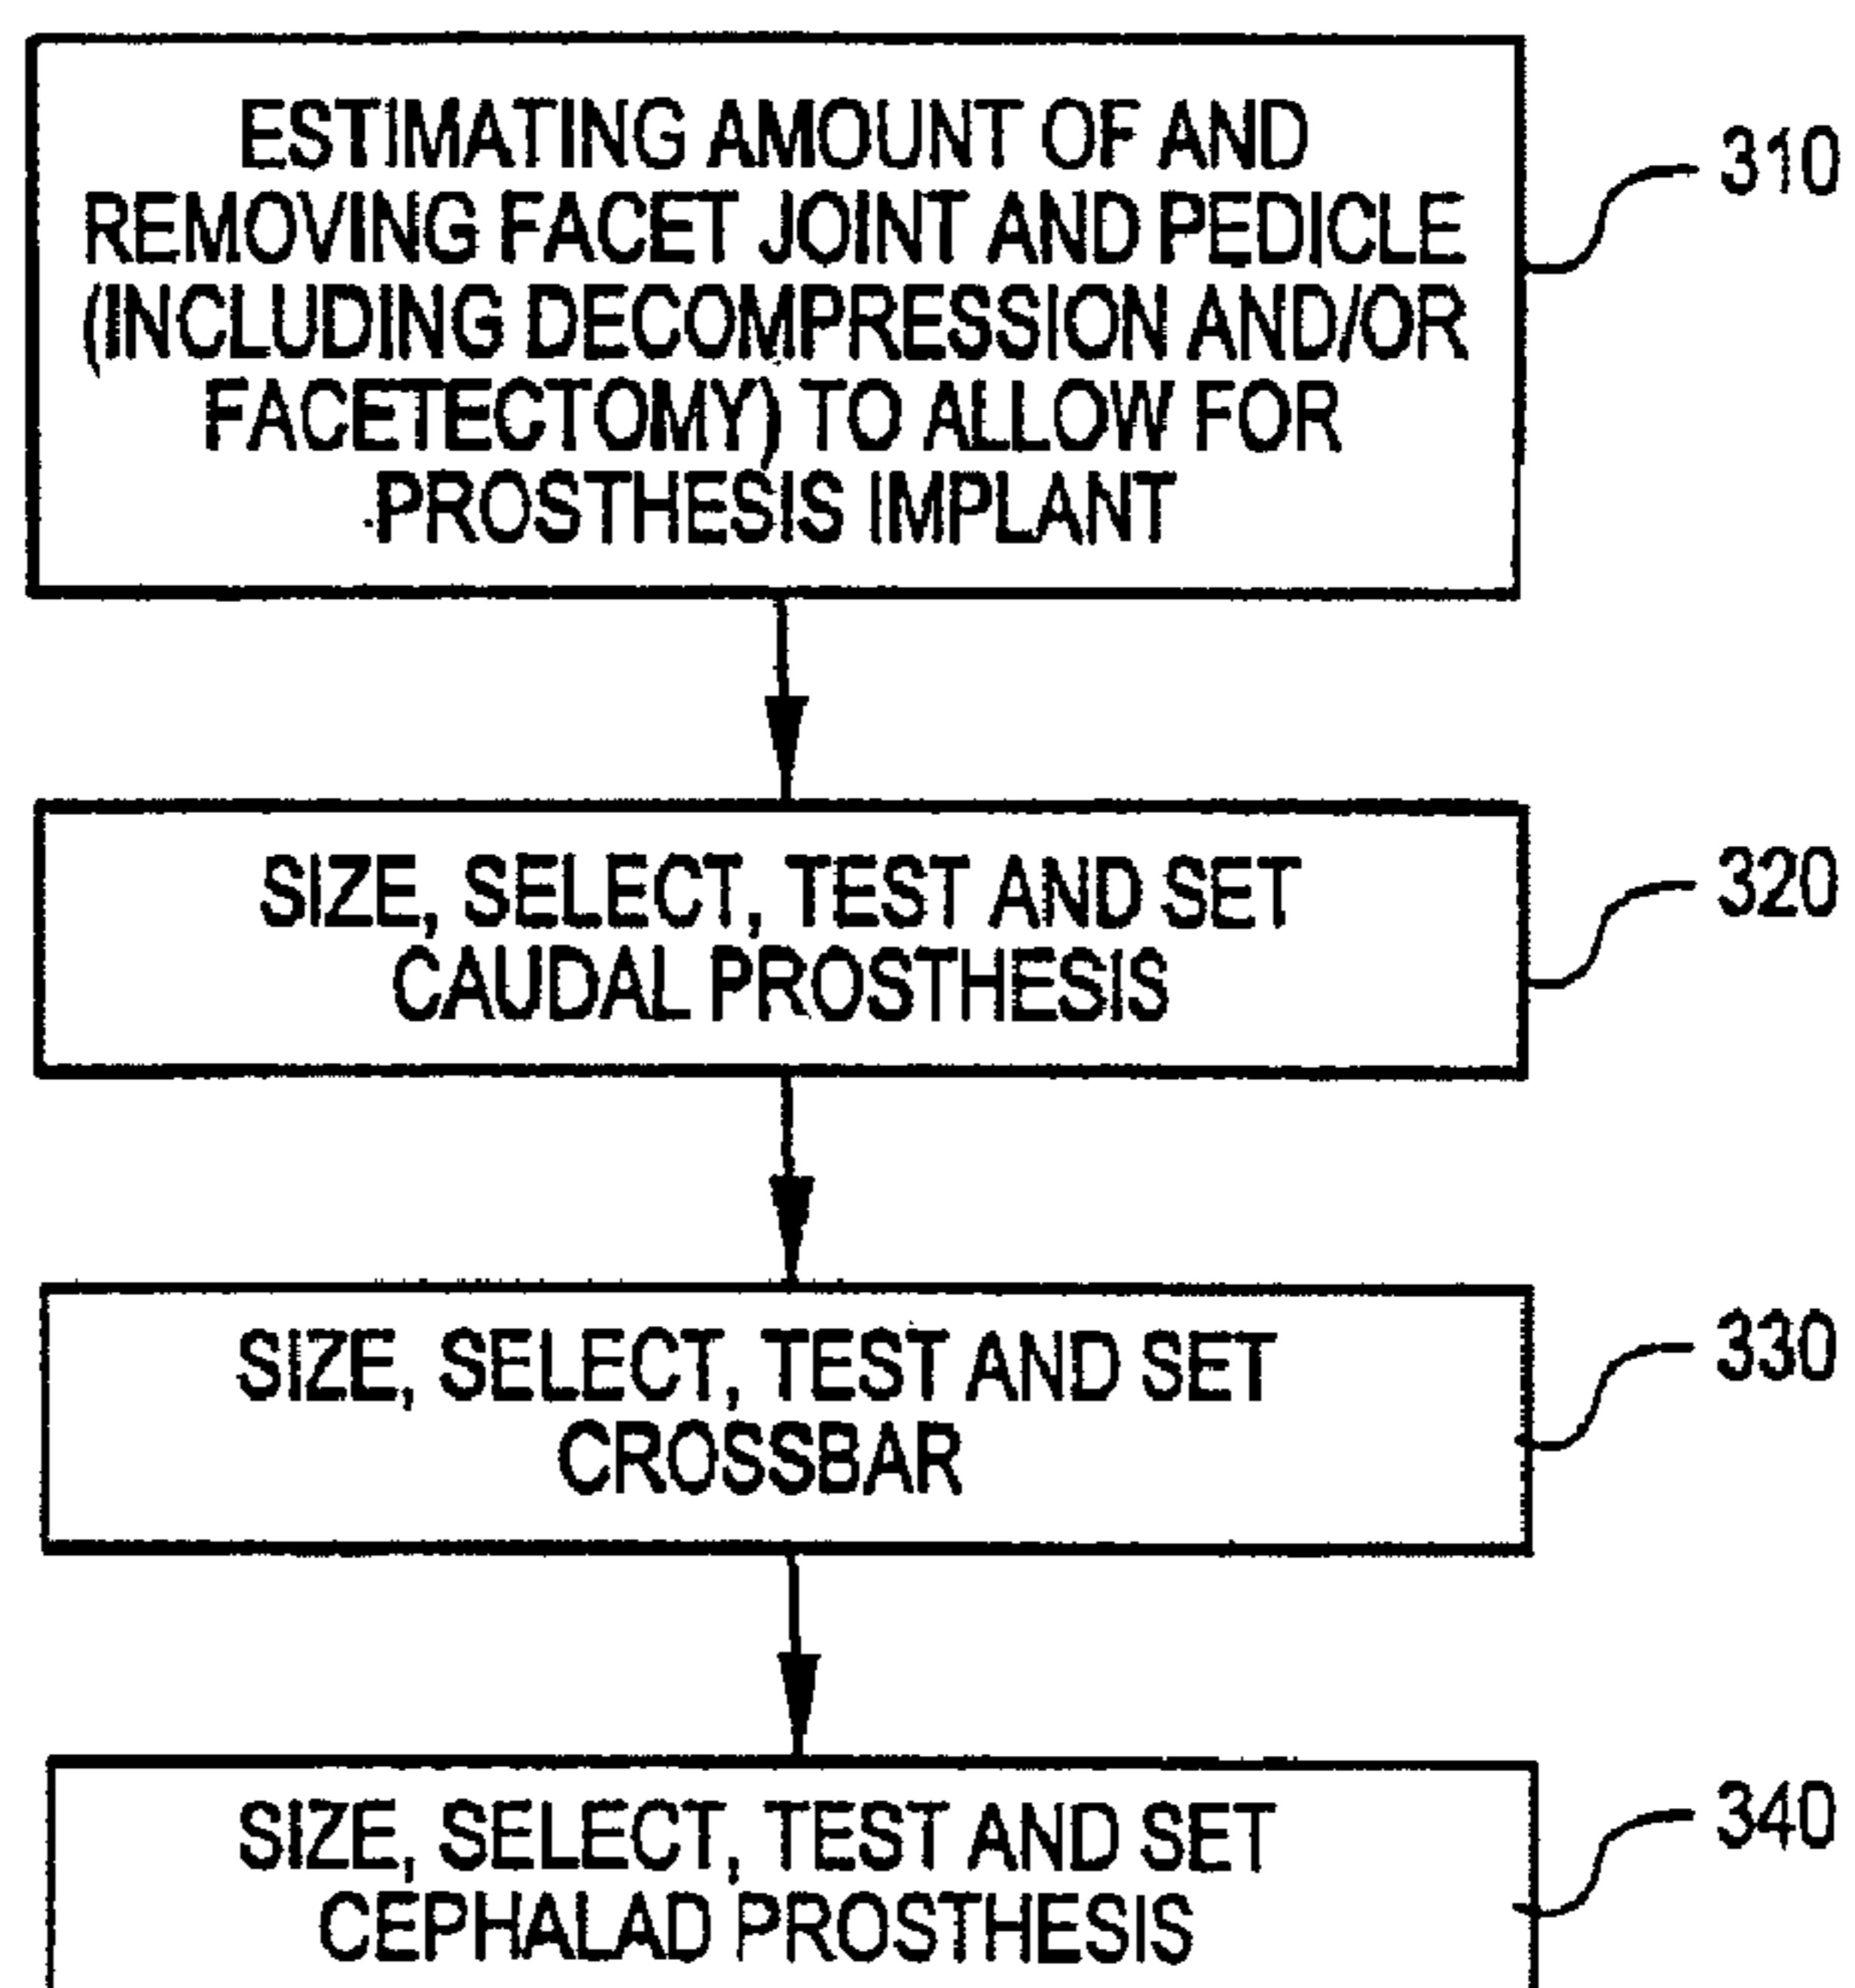 ESTIMATING AMOUNT OF AND
REMOVING FACET JOINT AND PEDICLE
(INCLUDING DECOMPRESSION AND/OR
FACETECTOMY) TO ALLOW FOR
PROSTHESIS IMPLANT
310
SIZE, SELECT, TEST AND SET
CAUDAL PROSTHESIS
320
SIZE, SELECT, TEST AND SET
CROSSBAR
330
SIZE, SELECT, TEST AND SET
CEPHALAD PROSTHESIS
340